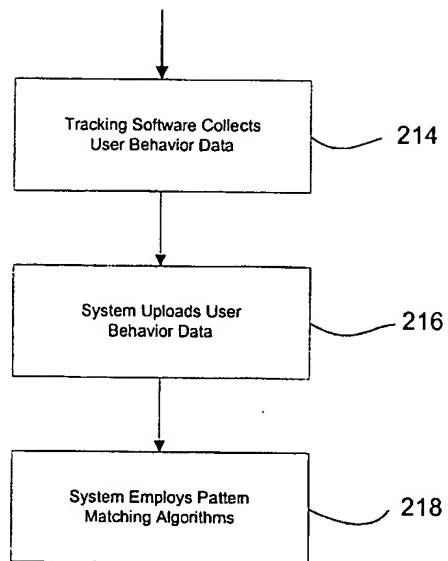 Tracking Software Collects
User Behavior Data
214
System Uploads User
Behavior Data
216
System Employs Pattern
Matching Algorithms
218